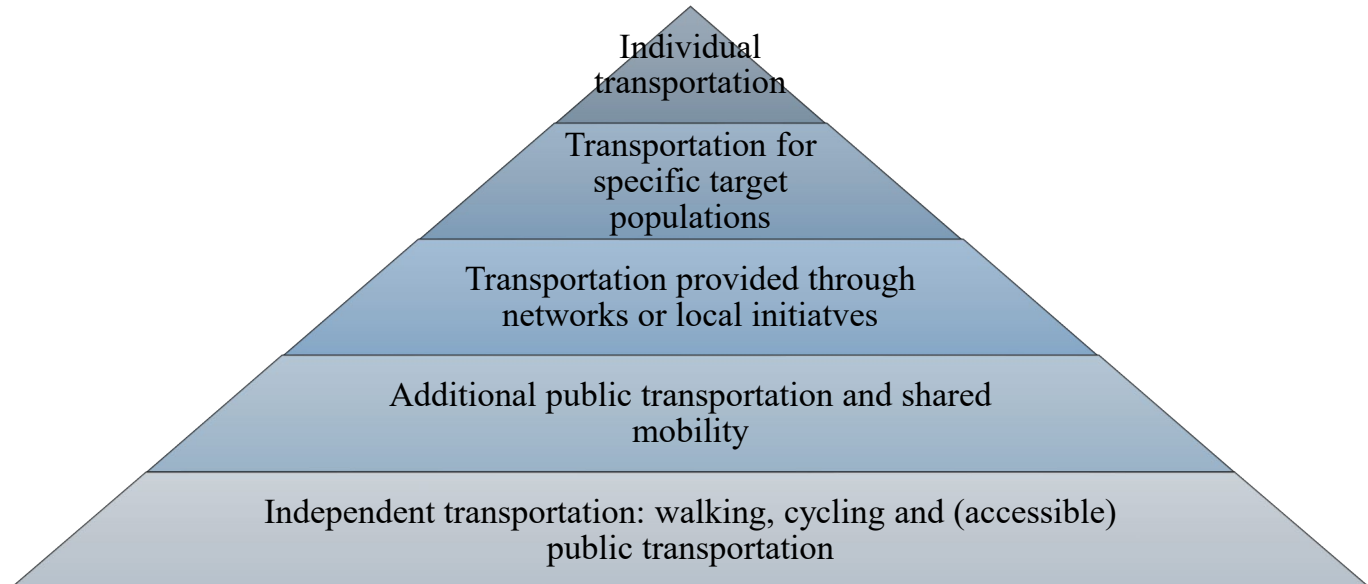 Individual
transportation
Transportation for
specific target
populations
Transportation provided through
networks or local initiatves
Additional public transportation and shared
mobility
Independent transportation: walking, cycling and (accessible)
public transportation